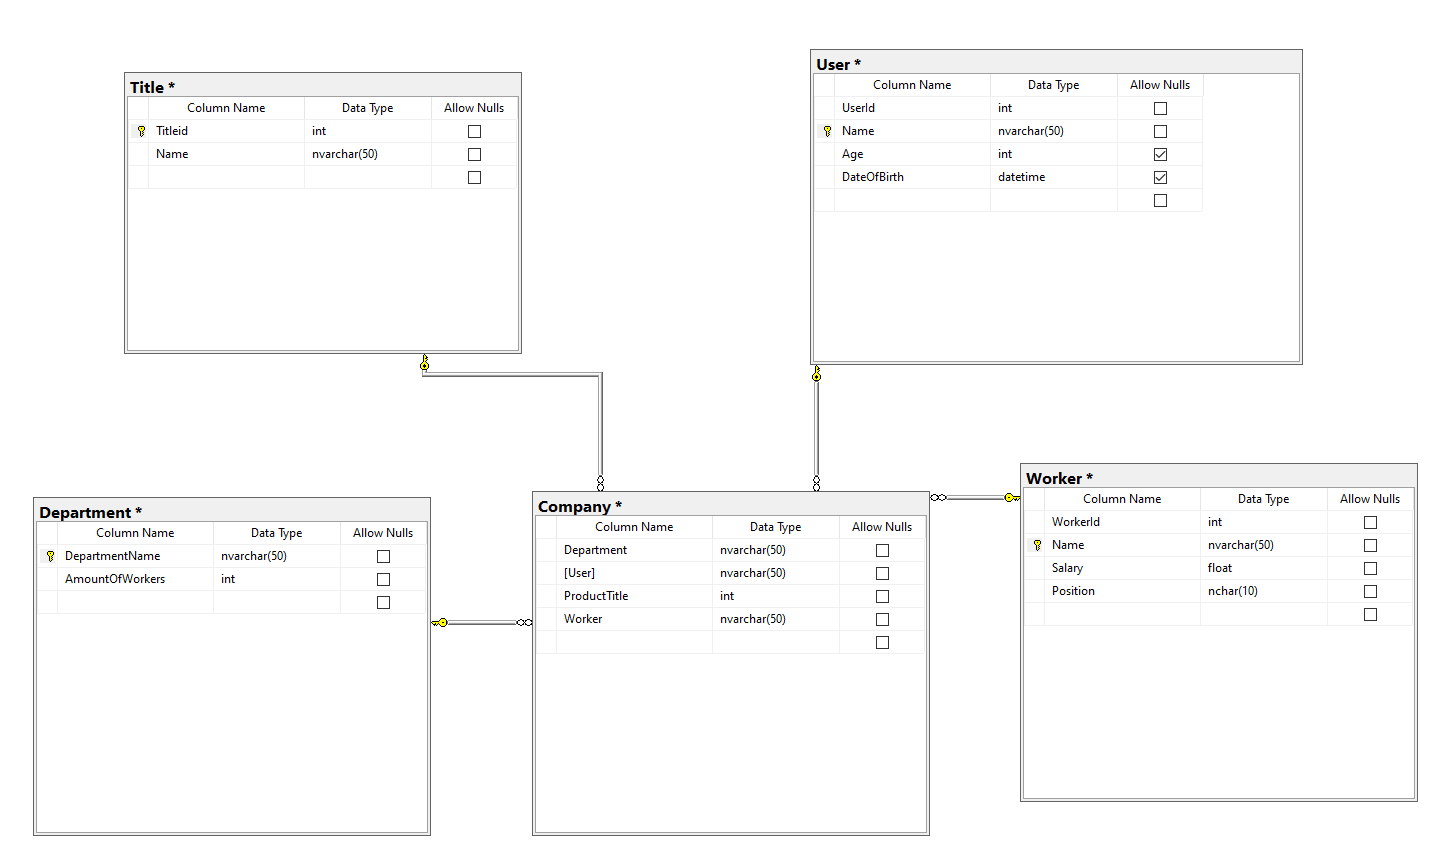 Title *
Column Name Data Type Allow Nulls
Titleid int
Name nvarchar(50)
User *
Column Name Data Type Allow Nulls
UserId int
Name nvarchar(50)
Age int
DateOfBirth datetime
Department *
Column Name Data Type Allow Nulls
DepartmentName nvarchar(50)
AmountOfWorkers int
Company *
Column Name Data Type Allow Nulls
Department nvarchar(50)
[User] nvarchar(50)
ProductTitle int
Worker nvarchar(50)
Worker *
Column Name Data Type Allow Nulls
WorkerId int
Name nvarchar(50)
Salary float
Position nchar(10)